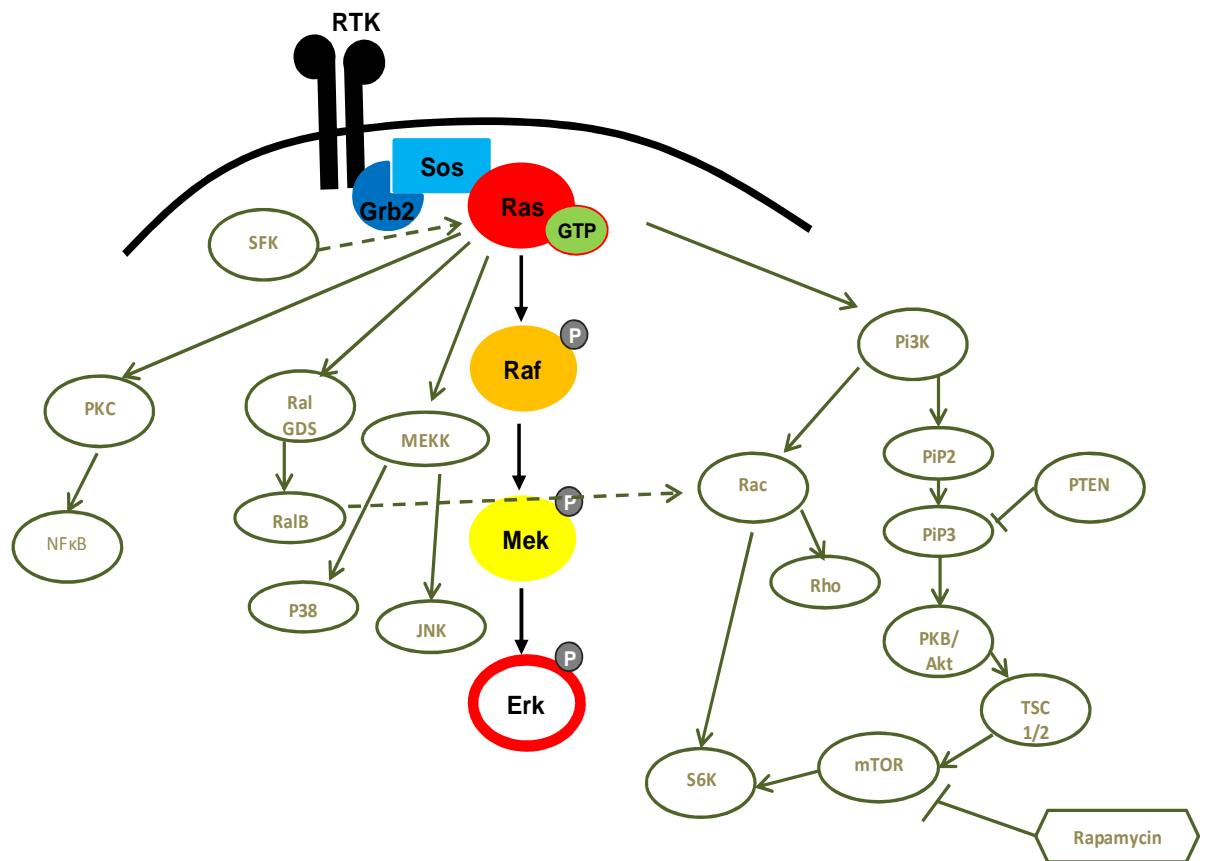 RTK
Sos
Grb2
Ras
GTP
SFK
P
Pi3K
Raf
PKC
Ral
GDS
MEKK
PiP2
Rac
PTEN
P
RalB
NFκB
Mek
PiP3
Rho
P38
JNK
PKB/
Akt
P
Erk
TSC
1/2
S6K
mTOR
Rapamycin